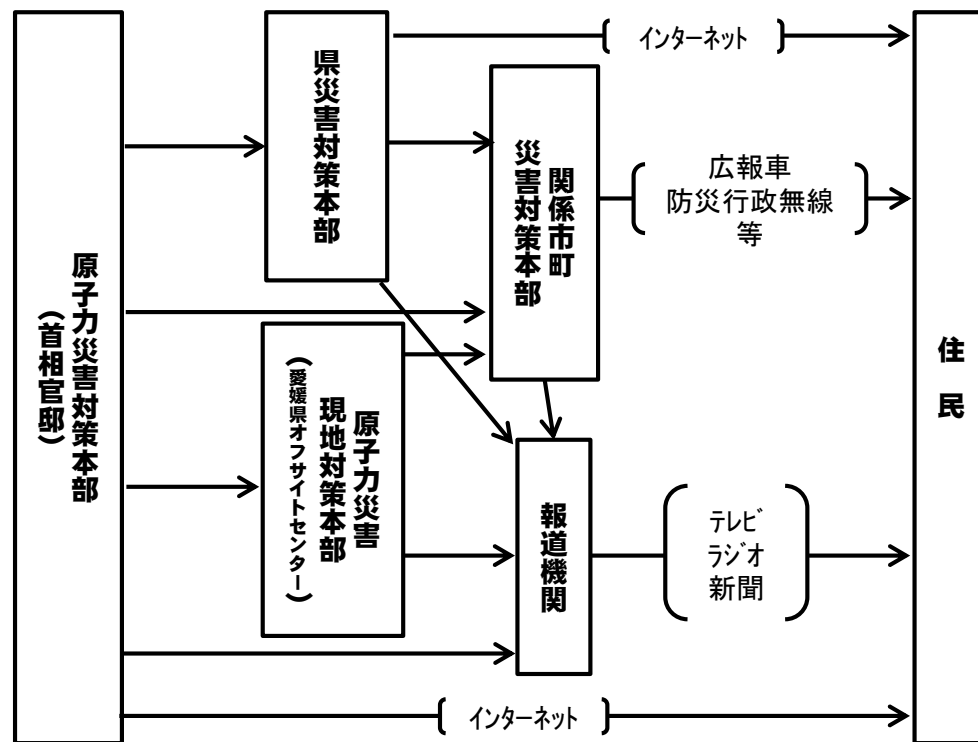 原子力災害対策本部
(首相官邸)
県災害対策本部
関係市町
災害対策本部
原子力災害
現地対策本部
(愛媛県オフサイトセンター)
報道機関
インターネット
広報車
防災行政無線
等
テレビ
ラジオ
新聞
インターネット
住民